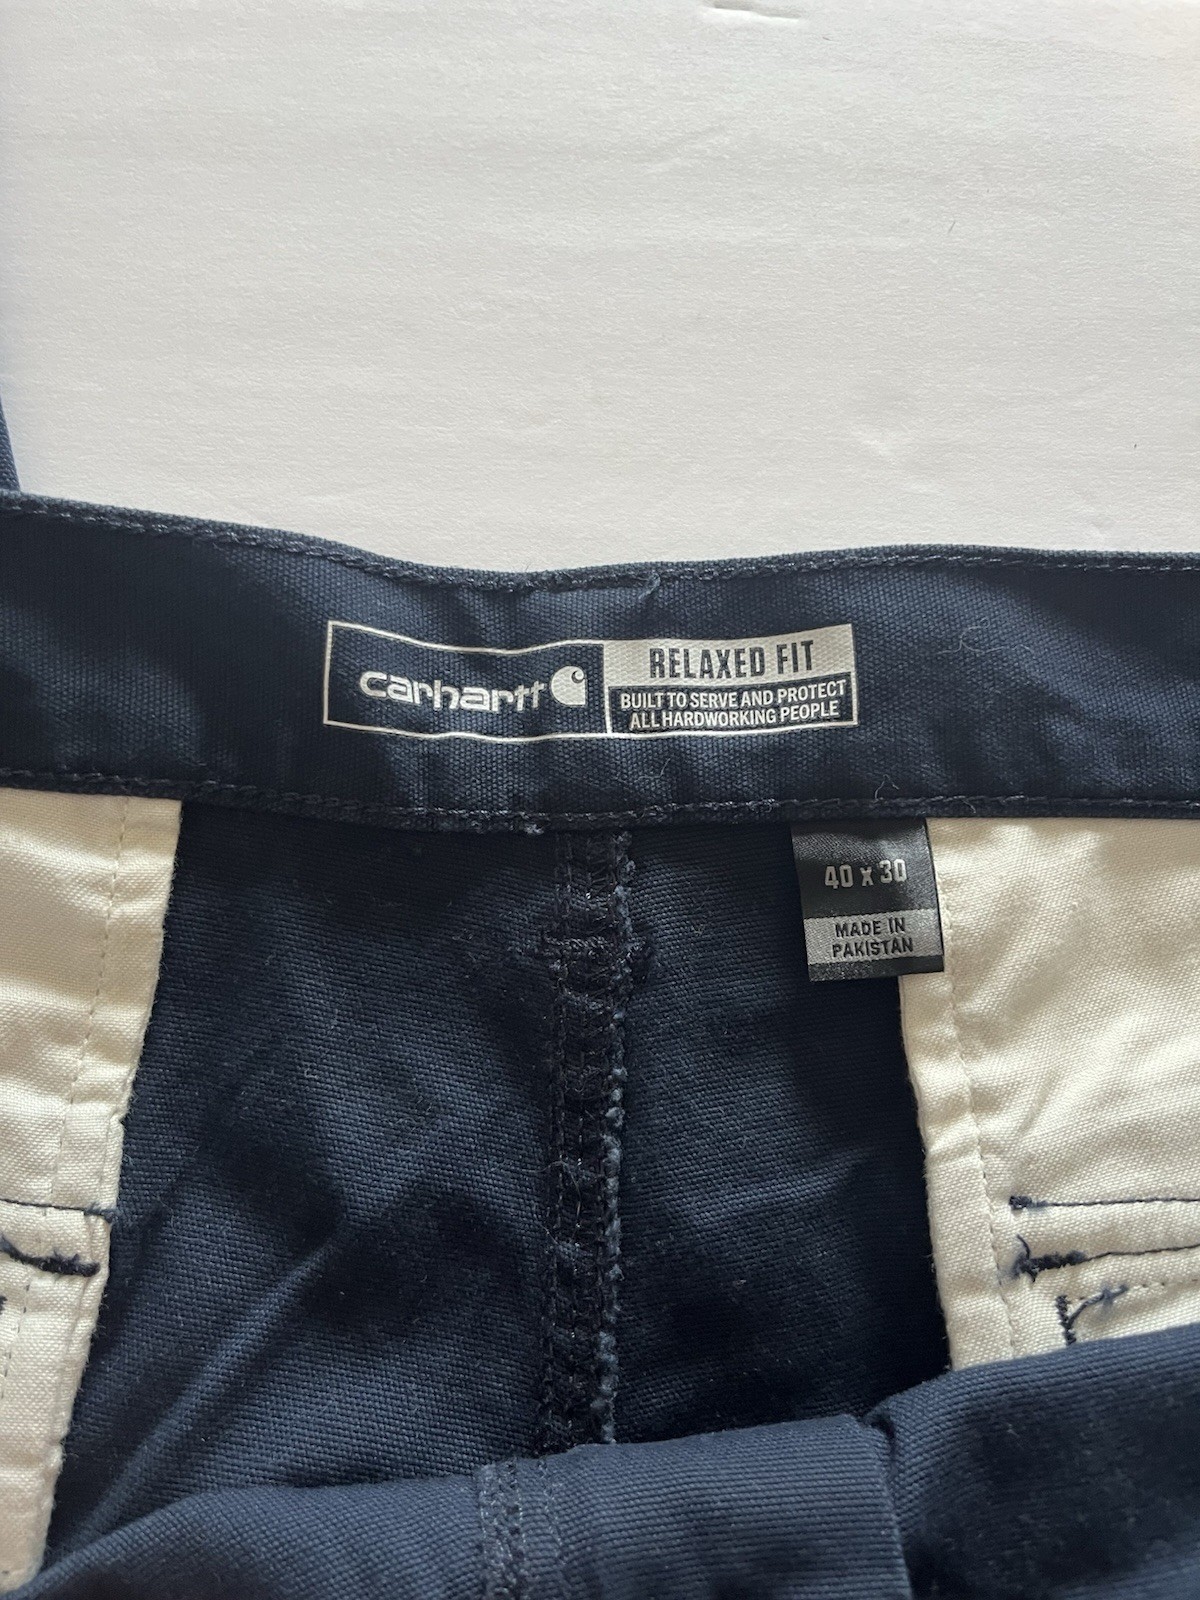 carhartt
RELAXED FIT
BUILT TO SERVE AND PROTECT
ALL HARDWORKING PEOPLE
40 x 30
MADE IN
PAKISTAN